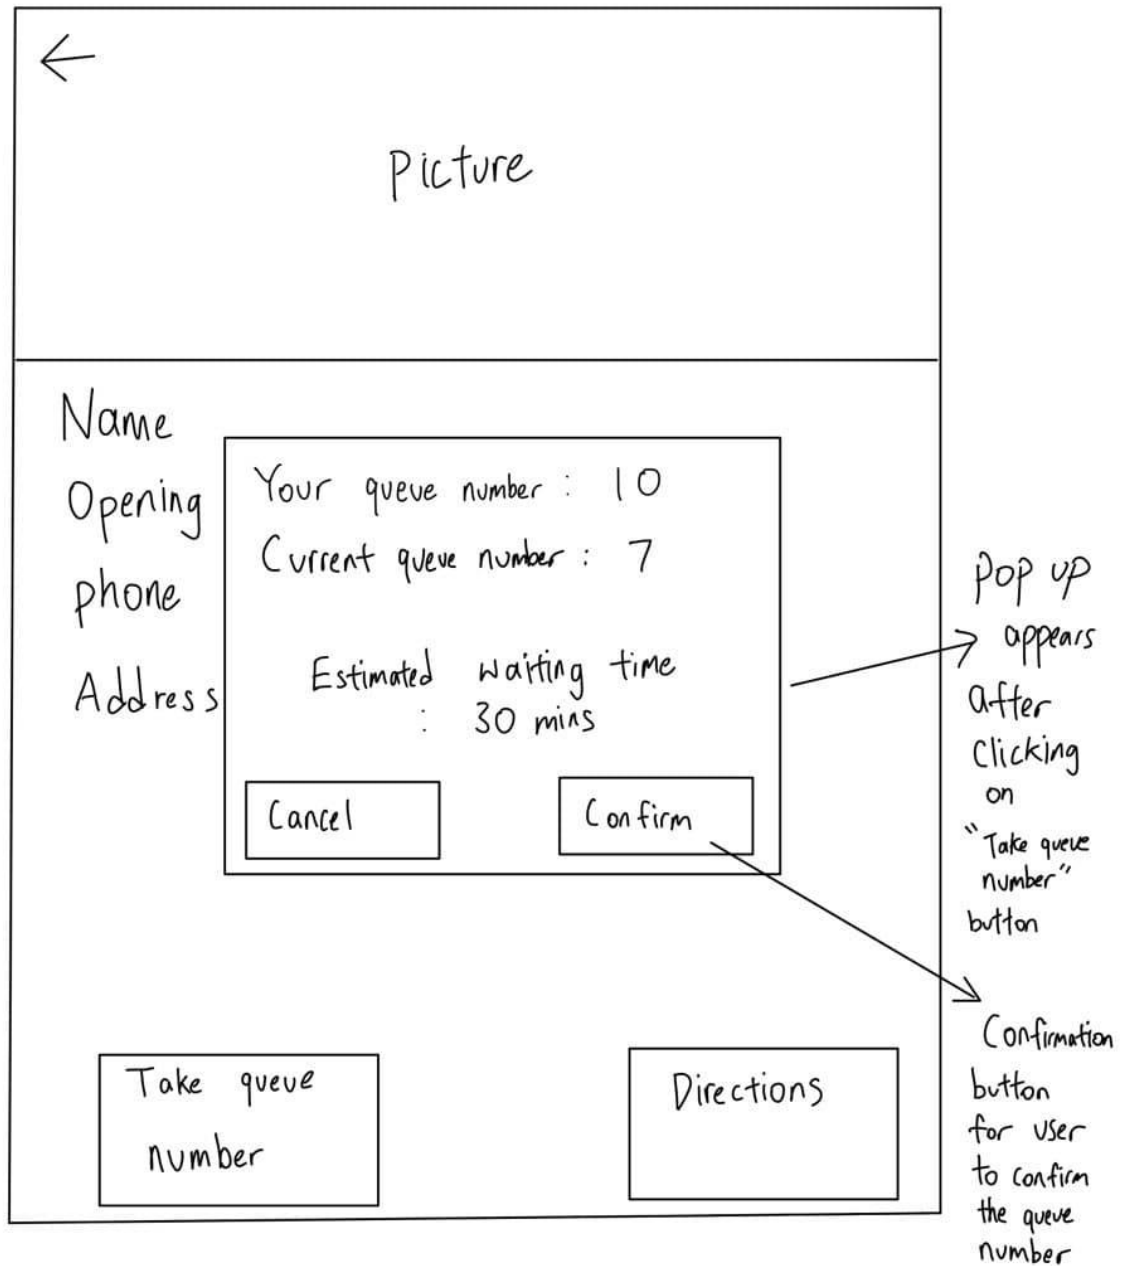 Picture
Name
Opening
phone
Address
Your queue number : 10
Current queue number : 7
Estimated waiting time
: 30 mins
Cancel
Confirm
Take queue
number
Directions
Pop up
appears
after
clicking
on
"Take queue
number"
button
Confirmation
button
for user
to confirm
the queue
number